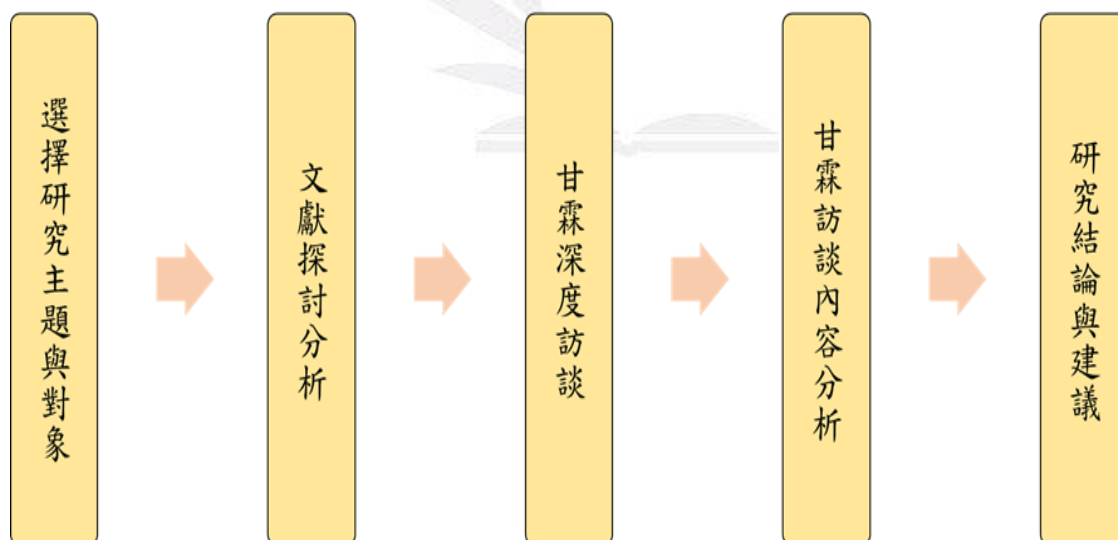 選擇研究主題與對象
文獻探討分析
甘霖深度訪談
甘霖訪談內容分析
研究結論與建議